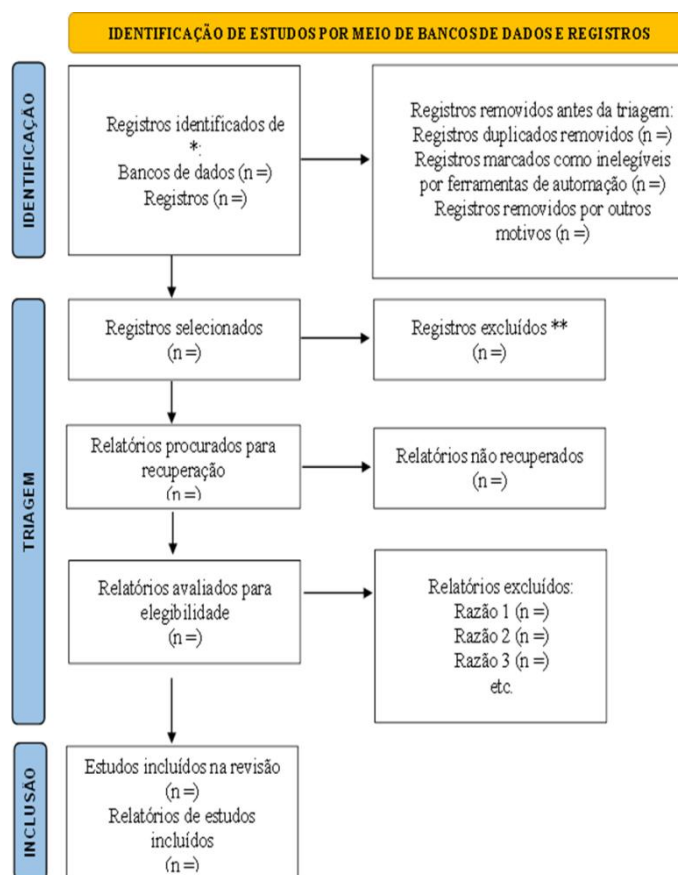 IDENTIFICAÇÃO DE ESTUDOS POR MEIO DE BANCOS DE DADOS E REGISTROS
IDENTIFICAÇÃO
Registros identificados de
*:
Bancos de dados (n =)
Registros (n =)
Registros removidos antes da triagem:
Registros duplicados removidos (n =)
Registros marcados como inelegíveis
por ferramentas de automação (n =)
Registros removidos por outros
motivos (n =)
TRIAGEM
Registros selecionados
(n =)
Registros excluídos **
(n =)
Relatórios procurados para
recuperação
(n =)
Relatórios não recuperados
(n =)
Relatórios avaliados para
elegibilidade
(n =)
Relatórios excluídos:
Razão 1 (n =)
Razão 2 (n =)
Razão 3 (n =)
etc.
INCLUSÃO
Estudos incluídos na revisão
(n =)
Relatórios de estudos
incluídos
(n =)